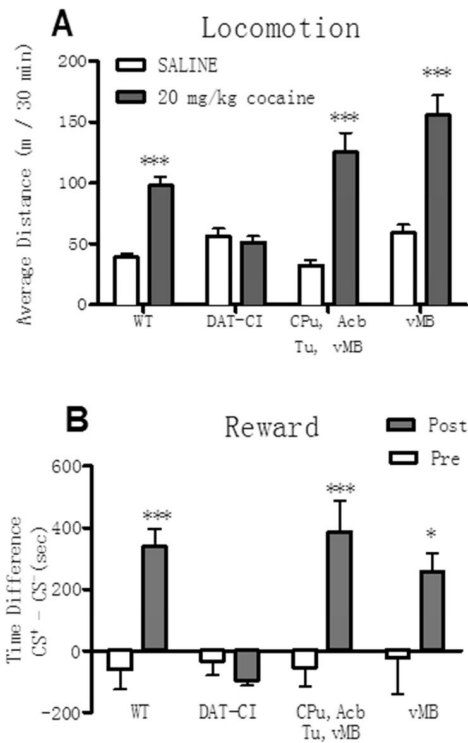 A
Locomotion
Average Distance (m / 30 min)
200
150
100
50
0
SALINE
20 mg/kg cocaine
***
***
***
WT
DAT-CI
CPu, Acb
Tu, vMB
vMB
B
Reward
Post
Pre
Time Difference
CS⁺ - CS⁻(sec)
600
400
200
0
-200
***
***
*
WT
DAT-CI
CPu, Acb
Tu, vMB
vMB